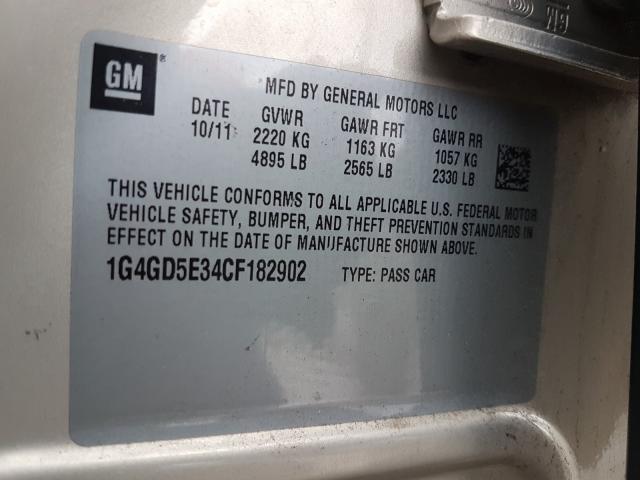 GM
MFD BY GENERAL MOTORS LLC
DATE GVWR GAWR FRT GAWR RR
10/11 2220 KG 1163 KG 1057 KG
4895 LB 2565 LB 2330 LB
THIS VEHICLE CONFORMS TO ALL APPLICABLE U.S. FEDERAL MOTOR
VEHICLE SAFETY, BUMPER, AND THEFT PREVENTION STANDARDS IN
EFFECT ON THE DATE OF MANUFACTURE SHOWN ABOVE.
1G4GD5E34CF182902 TYPE: PASS CAR